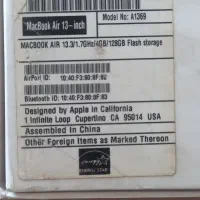 MacBook Air 13-inch
Model No.: A1369
MACBOOK AIR 13.3/1.7GHz/4GB/128GB Flash storage
AirPort ID:
Bluetooth ID:
Designed by Apple in California
1 Infinite Loop Cupertino CA 95014 USA
Assembled in China
Other Foreign Items as Marked Thereon
ENERGY STAR